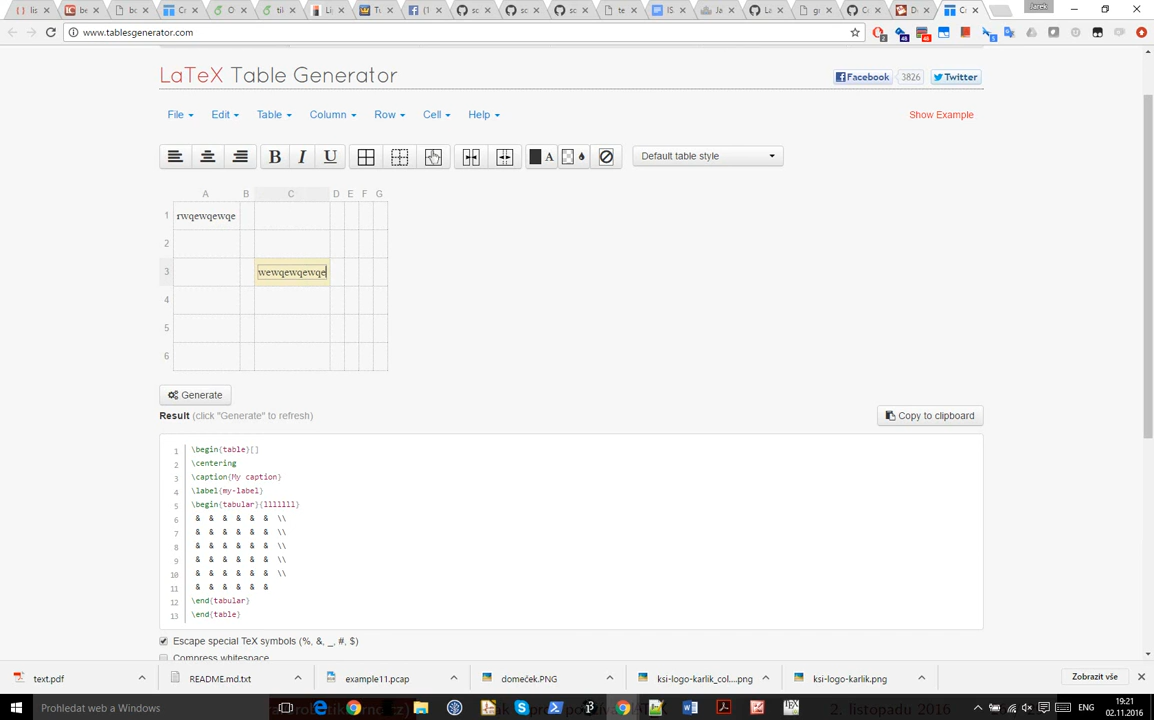 Jarek
www.tablesgenerator.com
LaTeX Table Generator
Facebook 3826 Twitter
File Edit Table Column Row Cell Help Show Example
B I U A Default table style
A B C D E F G
1 rwqewqewqe
2
3 wewqewqewqe
4
5
6
Generate
Result (click "Generate" to refresh)
Copy to clipboard
1 \begin{table}[]
2 \centering
3 \caption{My caption}
4 \label{my-label}
5 \begin{tabular}{lllllll}
6 & & & & & & \\
7 & & & & & & \\
8 & & & & & & \\
9 & & & & & & \\
10 & & & & & & \\
11 & & & & & &
12 \end{tabular}
13 \end{table}
Escape special TeX symbols (%, &, _, #, $)
Compress whitespace
text.pdf README.md.txt example11.pcap domeček.PNG ksi-logo-karlik_col....png ksi-logo-karlik.png Zobrazit vše
Prohledat web a Windows
ENG 19:21
02.11.2016
2. listopadu 2016